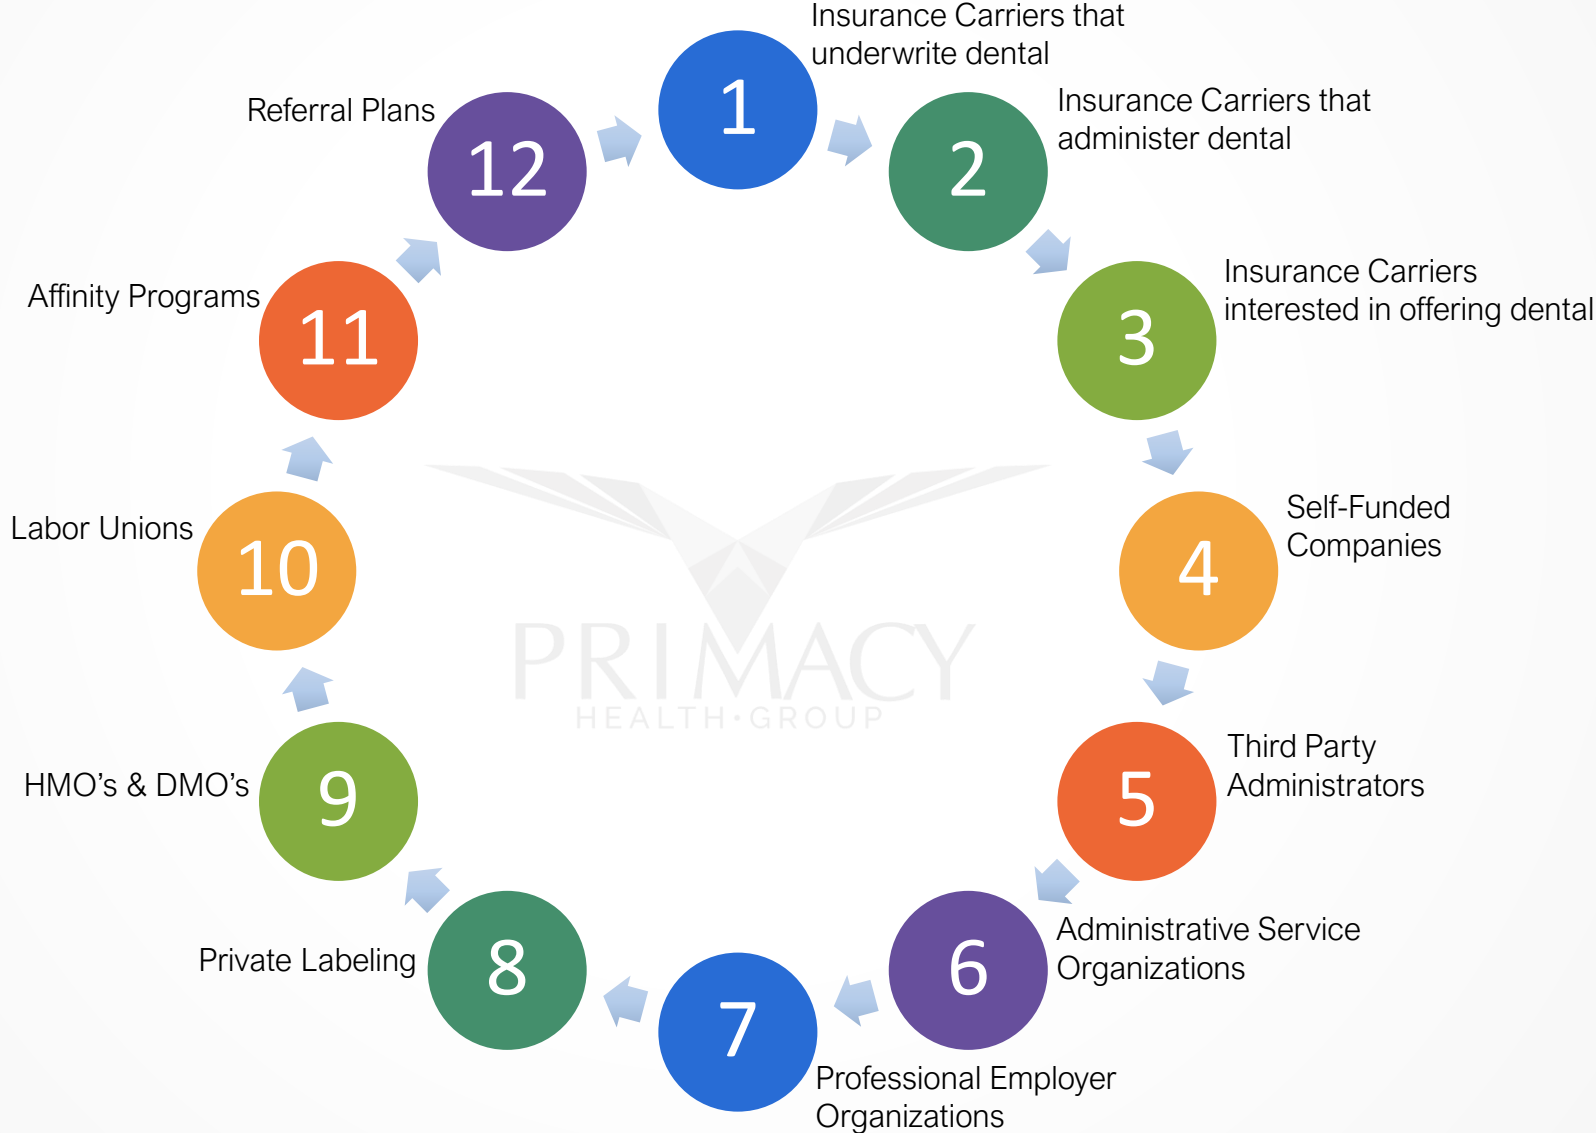 1
Insurance Carriers that
underwrite dental
2
Insurance Carriers that
administer dental
3
Insurance Carriers
interested in offering dental
4
Self-Funded
Companies
5
Third Party
Administrators
6
Administrative Service
Organizations
7
Professional Employer
Organizations
8
Private Labeling
9
HMO’s & DMO’s
10
Labor Unions
11
Affinity Programs
12
Referral Plans
PRIMACY
HEALTH·GROUP